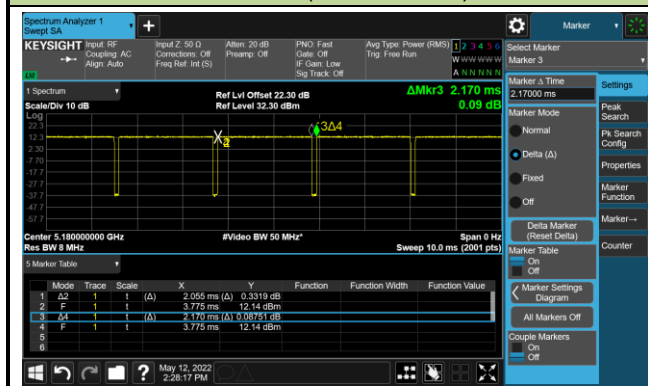 Spectrum Analyzer 1
Swept SA
Marker
KEYSIGHT
Input: RF
Coupling: AC
Align: Auto
Input Z: 50 Ω
Corrections: Off
Freq Ref: Int (S)
Atten: 20 dB
Preamp: Off
PNO: Fast
Gate: Off
IF Gain: Low
Sig Track: Off
Avg Type: Power (RMS)
Trig: Free Run
1 2 3 4 5 6
W W W W W W
A N N N N N
Select Marker
Marker 3
1 Spectrum
Scale/Div 10 dB
Ref Lvl Offset 22.30 dB
Ref Level 32.30 dBm
ΔMkr3 2.170 ms
0.09 dB
Log
22.3
12.3
2.30
-7.70
-17.7
-27.7
-37.7
-47.7
-57.7
3Δ4
Center 5.180000000 GHz
Res BW 8 MHz
#Video BW 50 MHz*
Span 0 Hz
Sweep 10.0 ms (2001 pts)
5 Marker Table
Mode Trace Scale X Y Function Function Width Function Value
1 Δ2 1 t (Δ) 2.055 ms (Δ) 0.3319 dB
2 F 1 t 3.775 ms 12.14 dBm
3 Δ4 1 t (Δ) 2.170 ms (Δ) 0.08751 dB
4 F 1 t 3.775 ms 12.14 dBm
5
6
Marker Δ Time
2.17000 ms
Marker Mode
Normal
Delta (Δ)
Fixed
Off
Delta Marker
(Reset Delta)
Marker Table
On
Off
Marker Settings
Diagram
All Markers Off
Couple Markers
On
Off
Settings
Peak
Search
Pk Search
Config
Properties
Marker
Function
Marker→
Counter
May 12, 2022
2:28:17 PM